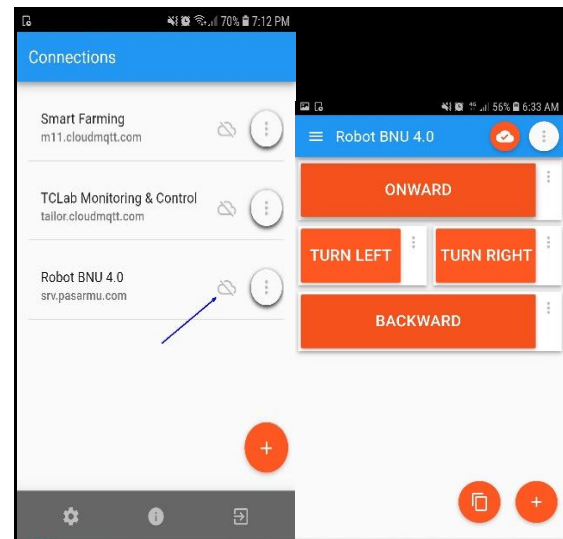 70% 7:12 PM
Connections
Smart Farming
m11.cloudmqtt.com
TCLab Monitoring & Control
tailor.cloudmqtt.com
Robot BNU 4.0
srv.pasarmu.com
56% 6:33 AM
Robot BNU 4.0
ONWARD
TURN LEFT TURN RIGHT
BACKWARD